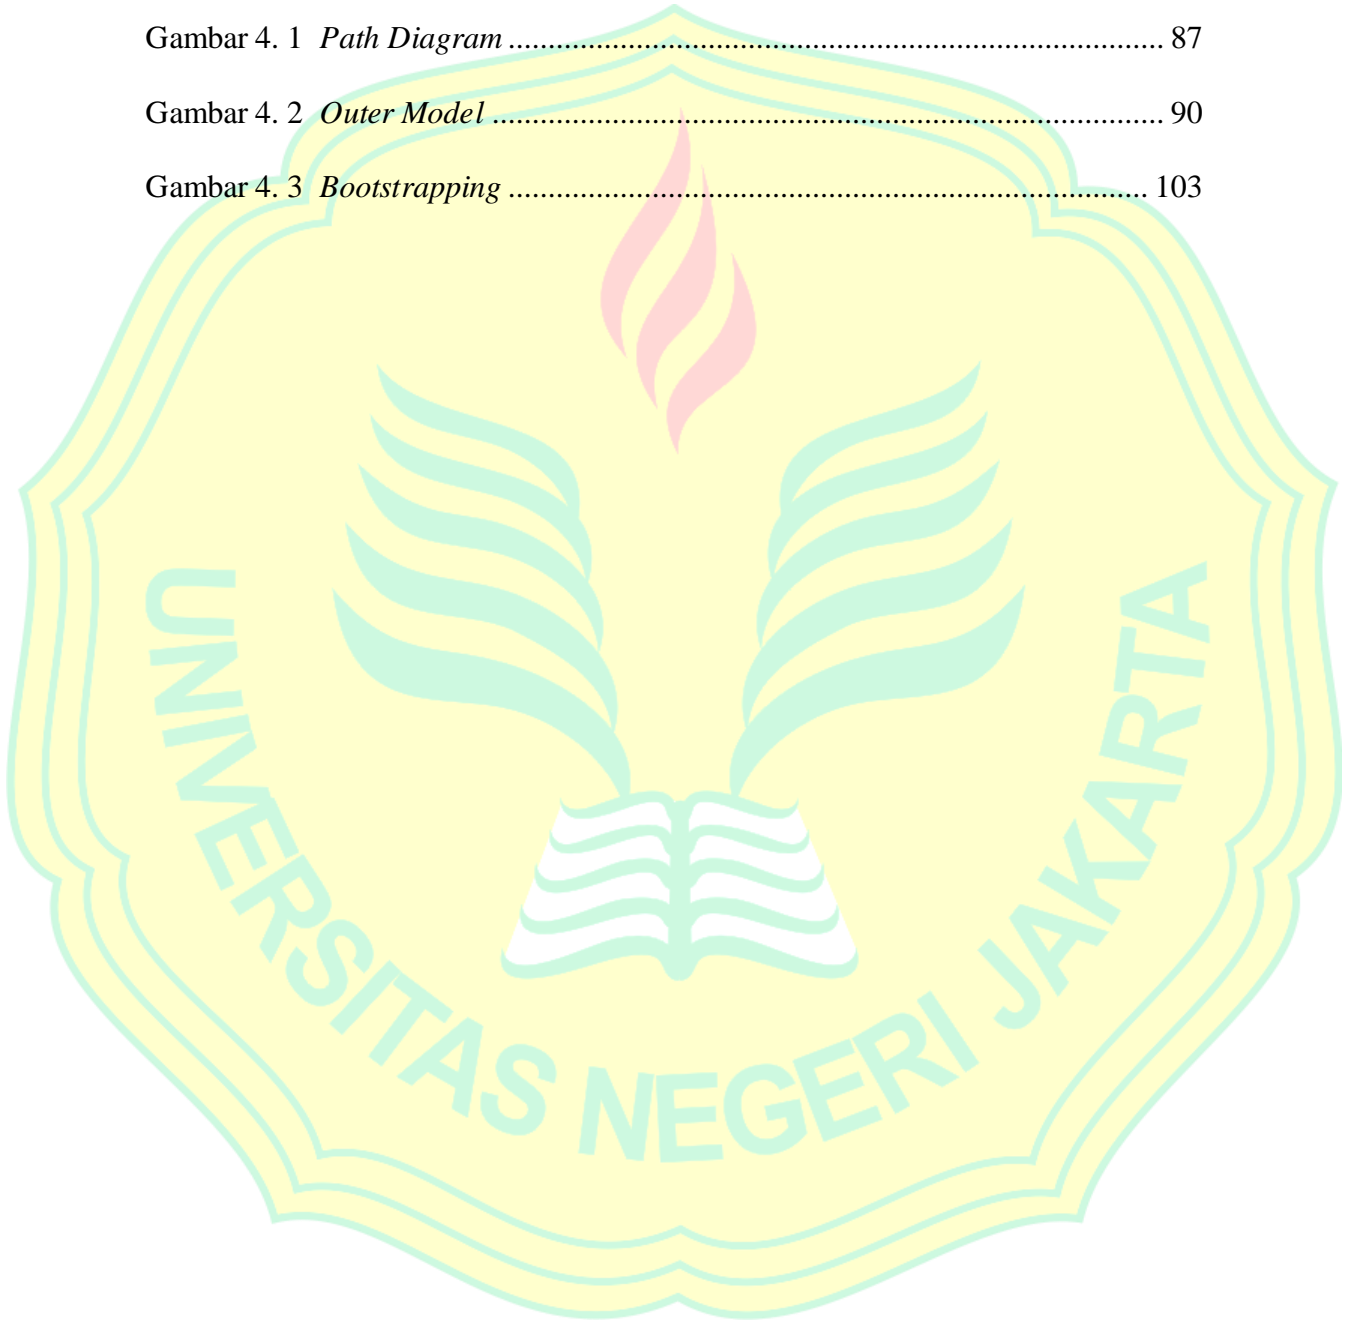 Gambar 4. 1 Path Diagram ................................................................................. 87
Gambar 4. 2 Outer Model ................................................................................... 90
Gambar 4. 3 Bootstrapping ............................................................................... 103
UNIVERSITAS NEGERI JAKARTA